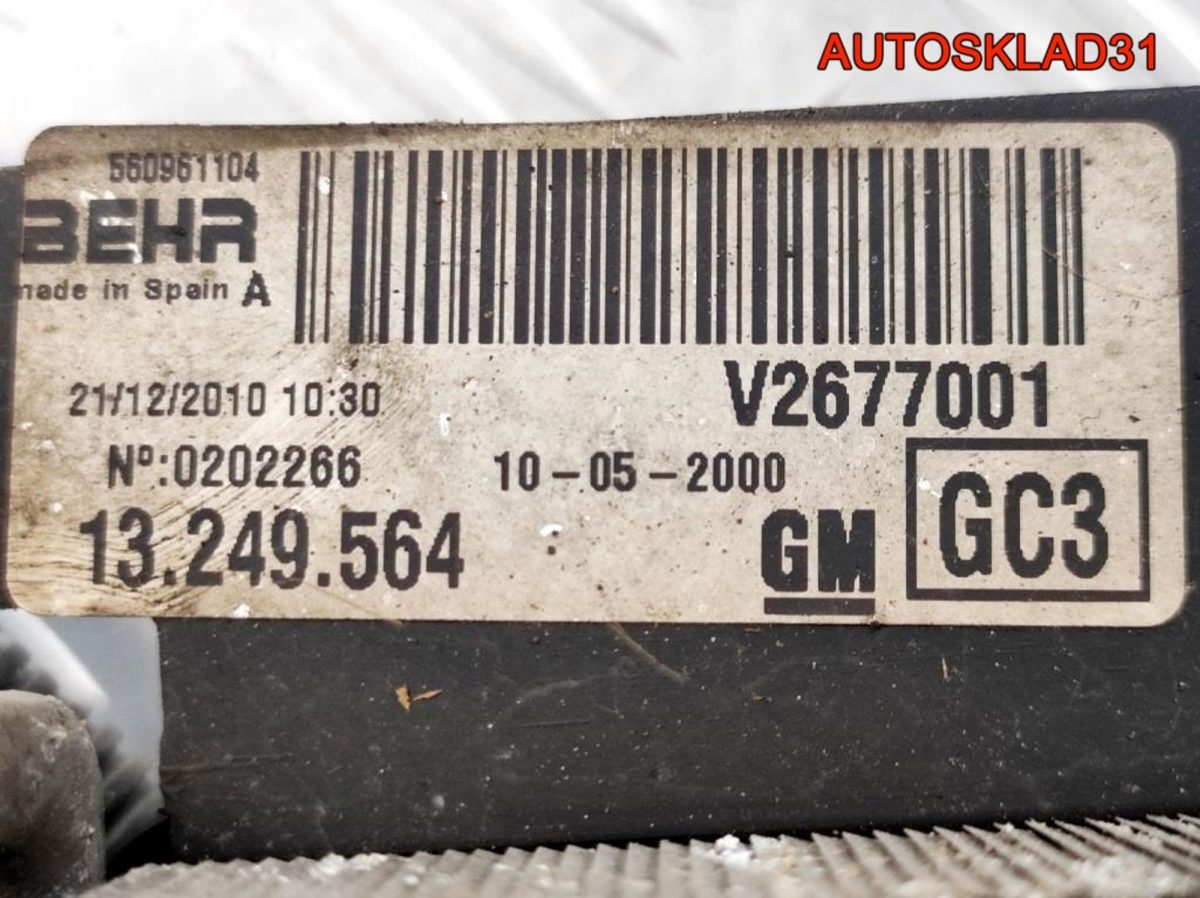 AUTOSKLAD31
560961104
BEHR
made in Spain A
21/12/2010 10:30
V2677001
Nº:0202266
10-05-2000
13.249.564
GM
GC3